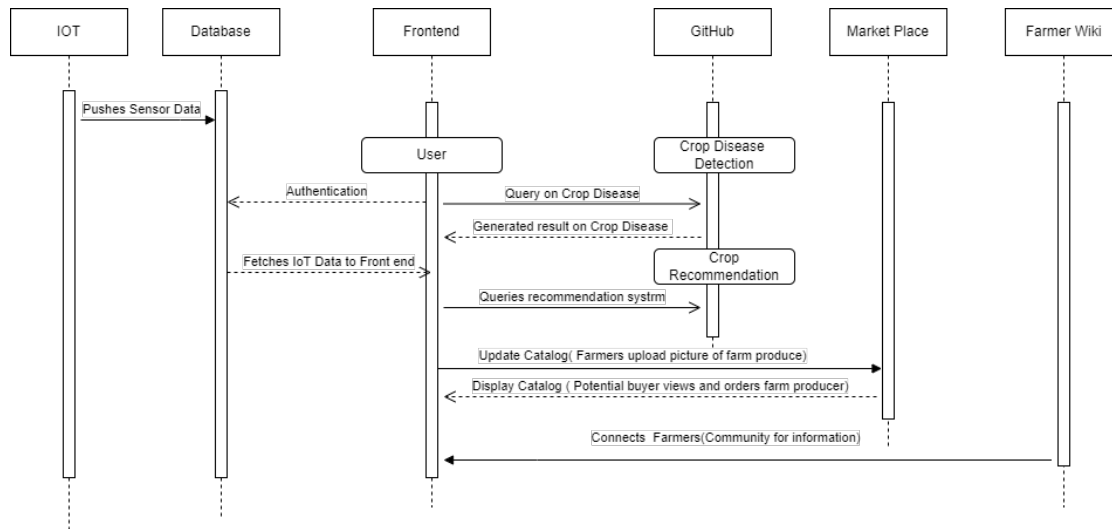 IOT
Database
Frontend
GitHub
Market Place
Farmer Wiki
Pushes Sensor Data
User
Crop Disease
Detection
Authentication
Query on Crop Disease
Generated result on Crop Disease
Fetches IoT Data to Front end
Crop
Recommendation
Queries recommendation systrm
Update Catalog( Farmers upload picture of farm produce)
Display Catalog ( Potential buyer views and orders farm producer)
Connects  Farmers(Community for information)